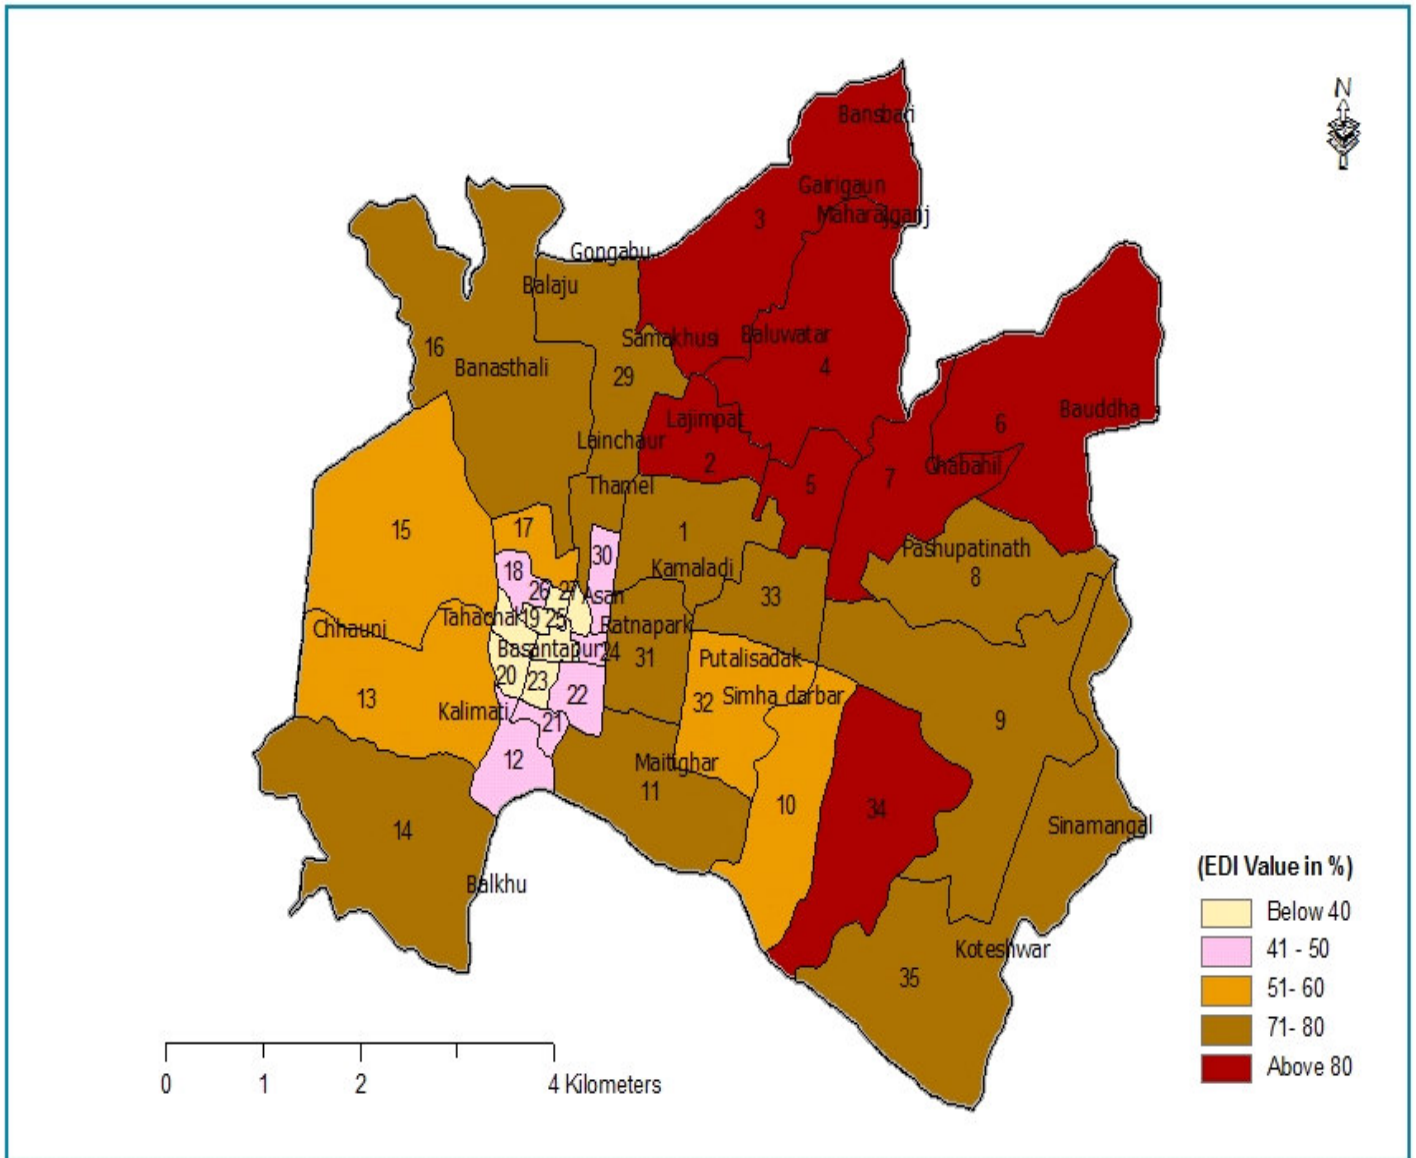 N
Bansbari
Gairigaun
3
Maharajganj
Gongabu
Balaju
Samakhusi
Baluwatar
16
Banasthali
29
4
Lajimpat
6
Bauddha
Lainchaur
2
Chabahil
5
7
Thamel
15
17
1
30
Pashupatinath
18
Kamaladi
8
26
27
Asan
33
Tahachal
19
25
Ratnapark
Chhauni
Basantapur
24
31
Putalisadak
20
23
22
Simha darbar
13
32
Kalimati
21
9
12
Maitighar
11
10
34
14
Sinamangal
Balkhu
Koteshwar
35
(EDI Value in %)
Below 40
41 - 50
51- 60
71- 80
Above 80
0 1 2 4 Kilometers